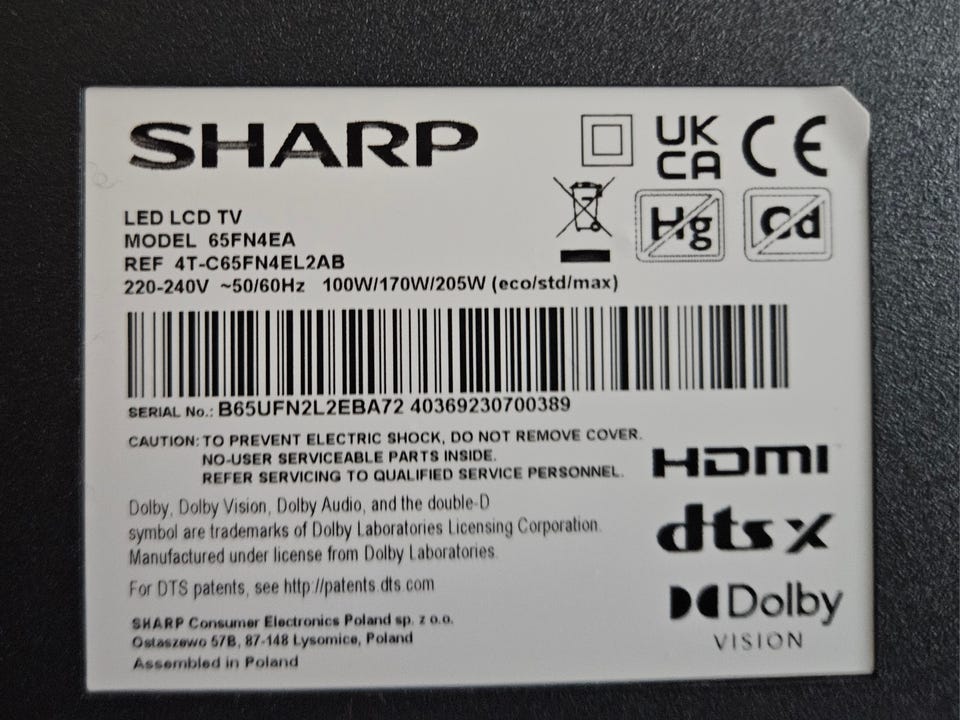 SHARP
UK
CA
CE
LED LCD TV
MODEL 65FN4EA
REF 4T-C65FN4EL2AB
220-240V ~50/60Hz 100W/170W/205W (eco/std/max)
Hg
Cd
SERIAL No.: B65UFN2L2EBA72 40369230700389
CAUTION: TO PREVENT ELECTRIC SHOCK, DO NOT REMOVE COVER.
NO-USER SERVICEABLE PARTS INSIDE.
REFER SERVICING TO QUALIFIED SERVICE PERSONNEL.
HDMI
Dolby, Dolby Vision, Dolby Audio, and the double-D
symbol are trademarks of Dolby Laboratories Licensing Corporation.
Manufactured under license from Dolby Laboratories.
dts x
For DTS patents, see http://patents.dts.com
Dolby
VISION
SHARP Consumer Electronics Poland sp. z o.o.
Ostaszewo 57B, 87-148 Lysomice, Poland
Assembled in Poland